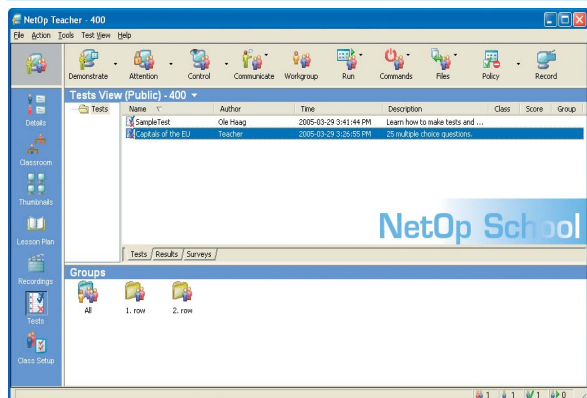 NetOp Teacher - 400
File Action Tools Test View Help
Demonstrate Attention Control Communicate Workgroup Run Commands Files Policy Record
Tests View (Public) - 400
Details
Classroom
Thumbnails
Lesson Plan
Recordings
Tests
Class Setup
Tests
Name Author Time Description Class Score Group
SampleTest Ole Haag 2005-03-29 3:41:44 PM Learn how to make tests and ...
Capitals of the EU Teacher 2005-03-29 3:26:55 PM 25 multiple choice questions.
NetOp School
Tests Results Surveys
Groups
All 1. row 2. row
1 1 1 0